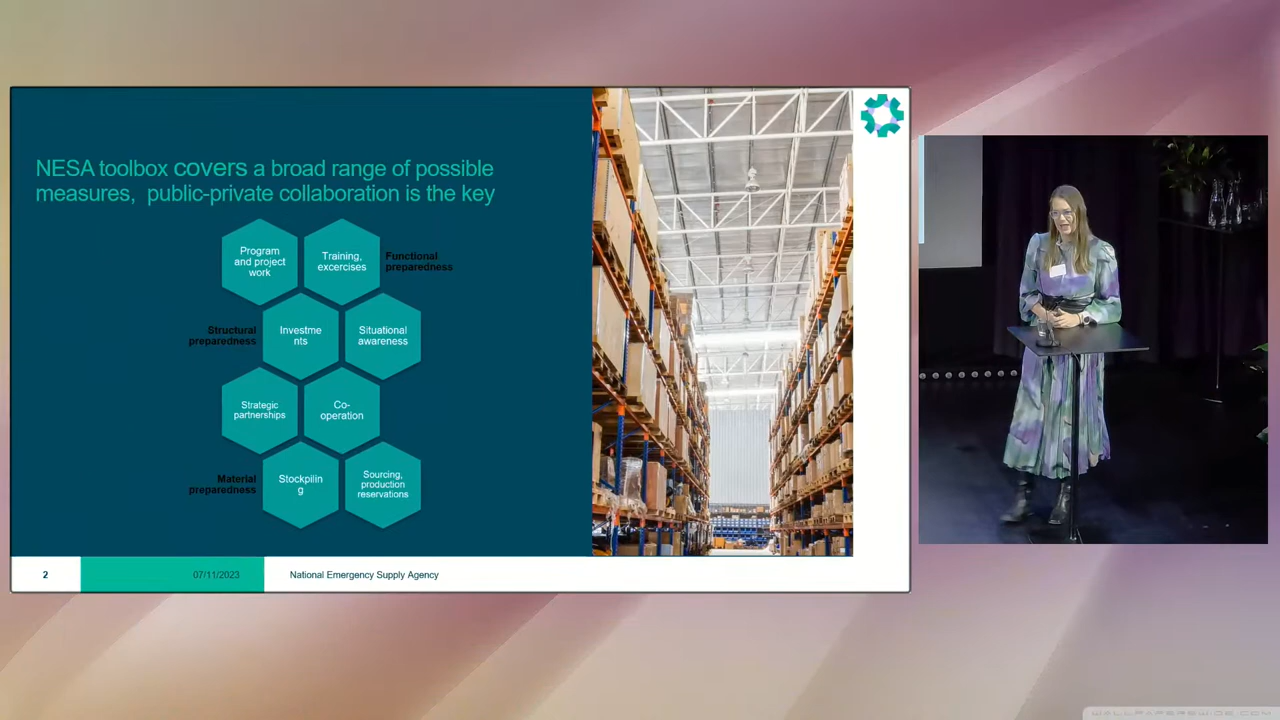 NESA toolbox covers a broad range of possible
measures, public-private collaboration is the key
Program
and project
work
Training,
excercises
Functional
preparedness
Structural
preparedness
Investme
nts
Situational
awareness
Strategic
partnerships
Co-
operation
Material
preparedness
Stockpilin
g
Sourcing,
production
reservations
2
07/11/2023
National Emergency Supply Agency
WALLPAPERSWIDE.COM